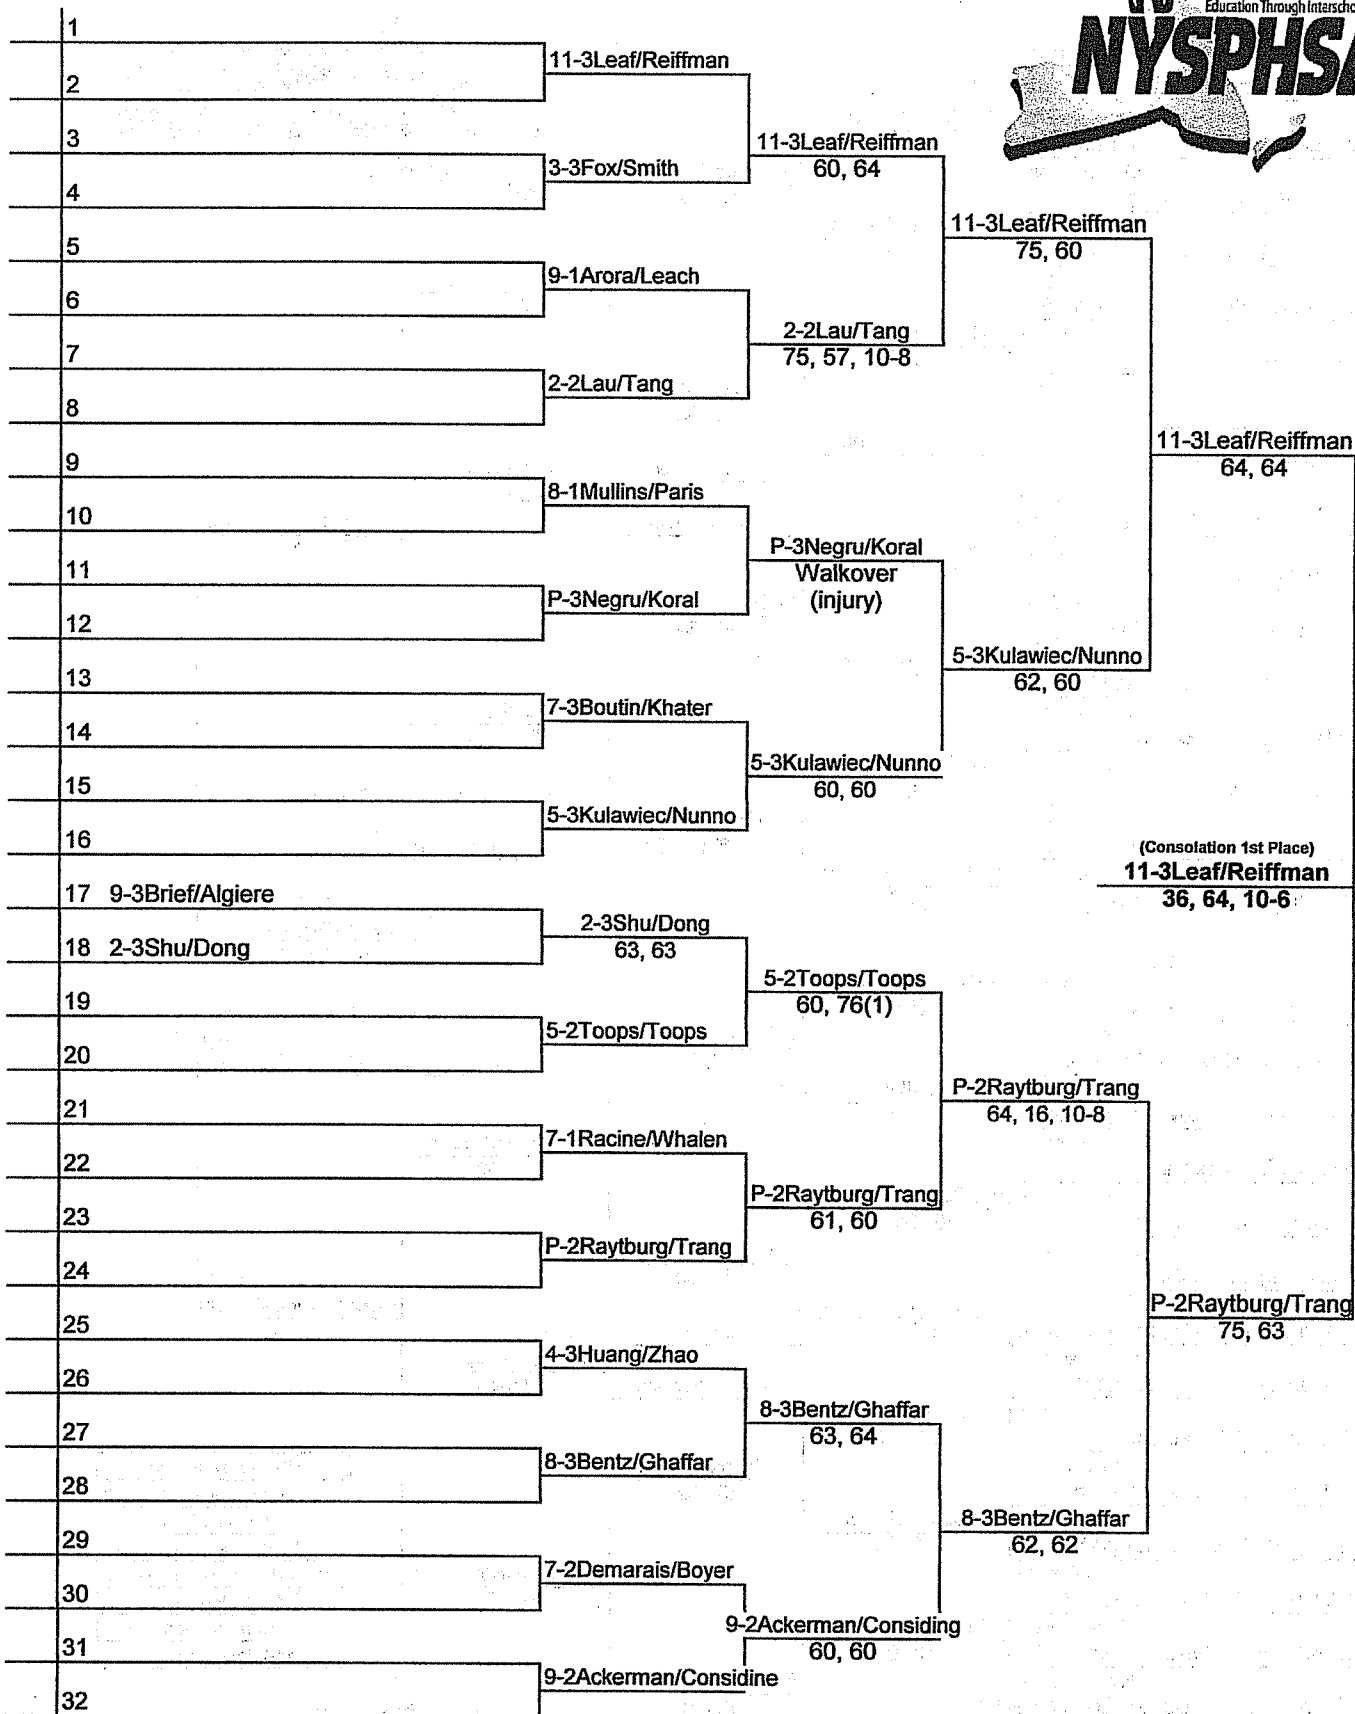 Education Through Interscho
NYSPHSA
1
11-3Leaf/Reiffman
2
3
11-3Leaf/Reiffman
60, 64
3-3Fox/Smith
4
11-3Leaf/Reiffman
75, 60
5
9-1Arora/Leach
6
2-2Lau/Tang
75, 57, 10-8
7
2-2Lau/Tang
8
11-3Leaf/Reiffman
64, 64
9
8-1Mullins/Paris
10
P-3Negru/Koral
Walkover
(injury)
11
P-3Negru/Koral
12
5-3Kulawiec/Nunno
62, 60
13
7-3Boutin/Khater
14
5-3Kulawiec/Nunno
60, 60
15
5-3Kulawiec/Nunno
16
(Consolation 1st Place)
11-3Leaf/Reiffman
36, 64, 10-6
17 9-3Brief/Algiere
2-3Shu/Dong
63, 63
18 2-3Shu/Dong
5-2Toops/Toops
60, 76(1)
19
5-2Toops/Toops
20
P-2Raytburg/Trang
64, 16, 10-8
21
7-1Racine/Whalen
22
P-2Raytburg/Trang
61, 60
23
P-2Raytburg/Trang
24
P-2Raytburg/Trang
75, 63
25
4-3Huang/Zhao
26
8-3Bentz/Ghaffar
63, 64
27
8-3Bentz/Ghaffar
28
8-3Bentz/Ghaffar
62, 62
29
7-2Demarais/Boyer
30
9-2Ackerman/Considing
60, 60
31
9-2Ackerman/Considine
32